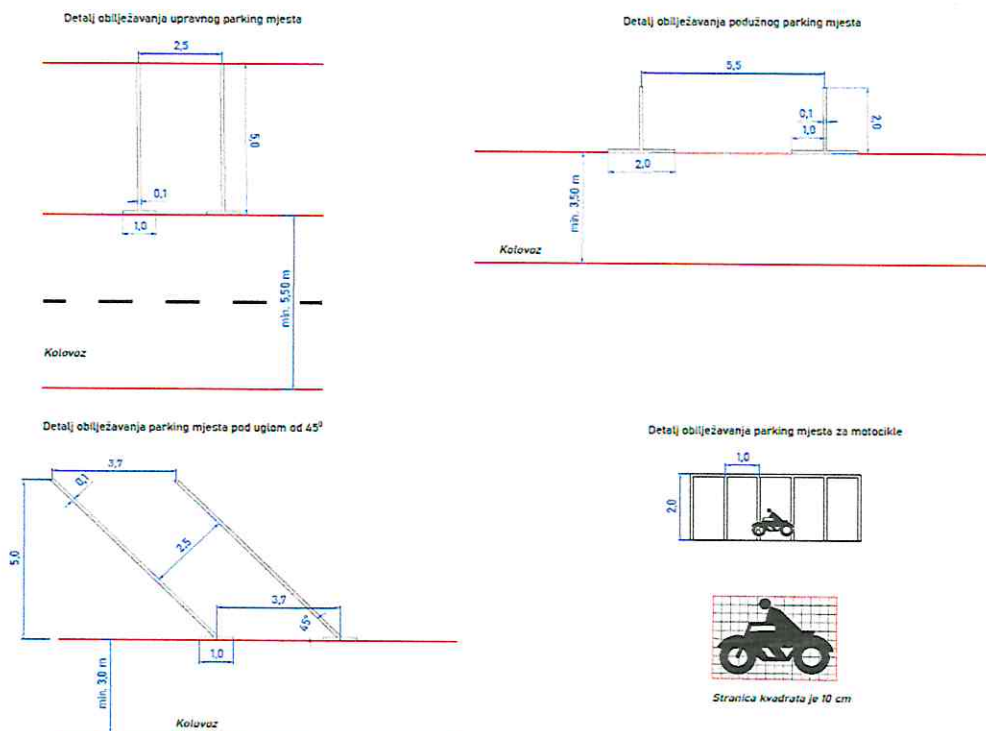 Detalj obilježavanja upravnog parking mjesta
2,5
5,0
0,1
1,0
min. 5,50 m
Kolovoz
Detalj obilježavanja podužnog parking mjesta
5,5
0,1
1,0
2,0
2,0
min. 3,50 m
Kolovoz
Detalj obilježavanja parking mjesta pod uglom od 45⁰
3,7
0,1
5,0
2,5
3,7
45⁰
1,0
min. 3,0 m
Kolovoz
Detalj obilježavanja parking mjesta za motocikle
1,0
2,0
Stranica kvadrata je 10 cm